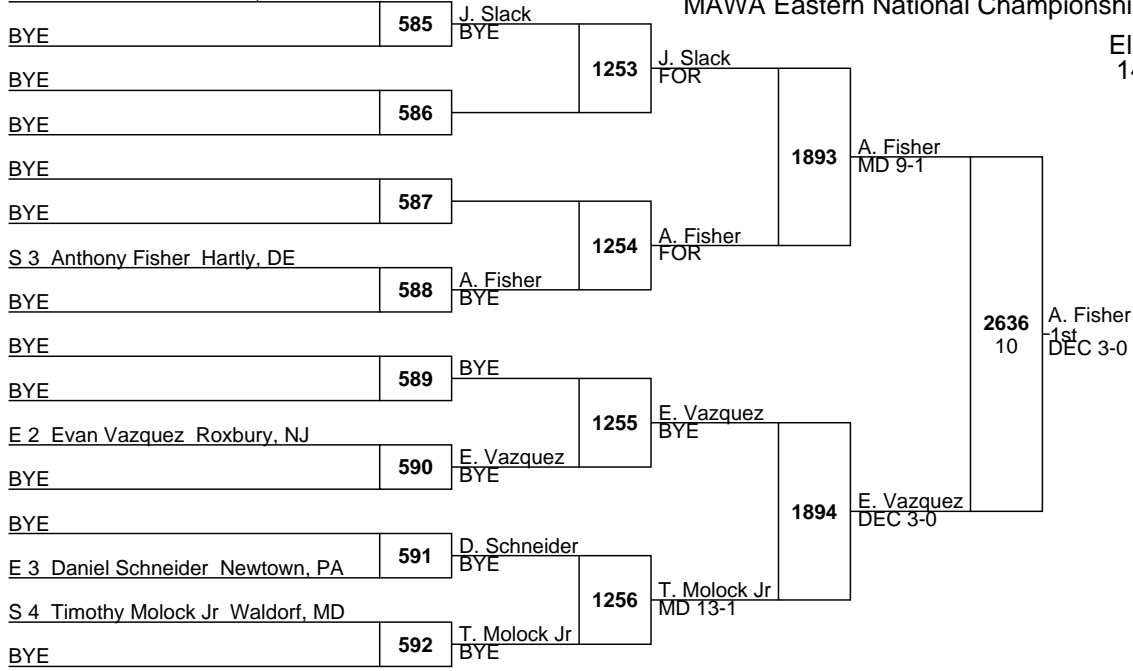 MAWA Eastern National Championshi
El
14
BYE
585
J. Slack
BYE
BYE
586
BYE
1253
J. Slack
FOR
BYE
587
BYE
S 3 Anthony Fisher Hartly, DE
588
A. Fisher
BYE
BYE
1254
A. Fisher
FOR
1893
A. Fisher
MD 9-1
BYE
589
BYE
BYE
E 2 Evan Vazquez Roxbury, NJ
590
E. Vazquez
BYE
BYE
1255
E. Vazquez
BYE
BYE
591
D. Schneider
BYE
E 3 Daniel Schneider Newtown, PA
S 4 Timothy Molock Jr Waldorf, MD
592
T. Molock Jr
BYE
BYE
1256
T. Molock Jr
MD 13-1
1894
E. Vazquez
DEC 3-0
2636
10
A. Fisher
1st
DEC 3-0